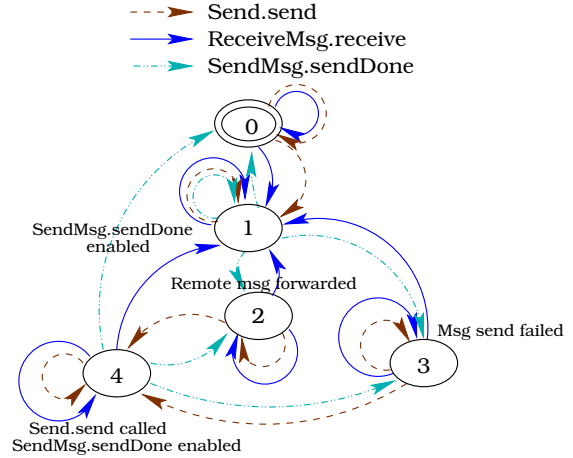 Send.send
ReceiveMsg.receive
SendMsg.sendDone
0
1
SendMsg.sendDone
enabled
Remote msg forwarded
2
Msg send failed
3
4
Send.send called
SendMsg.sendDone enabled